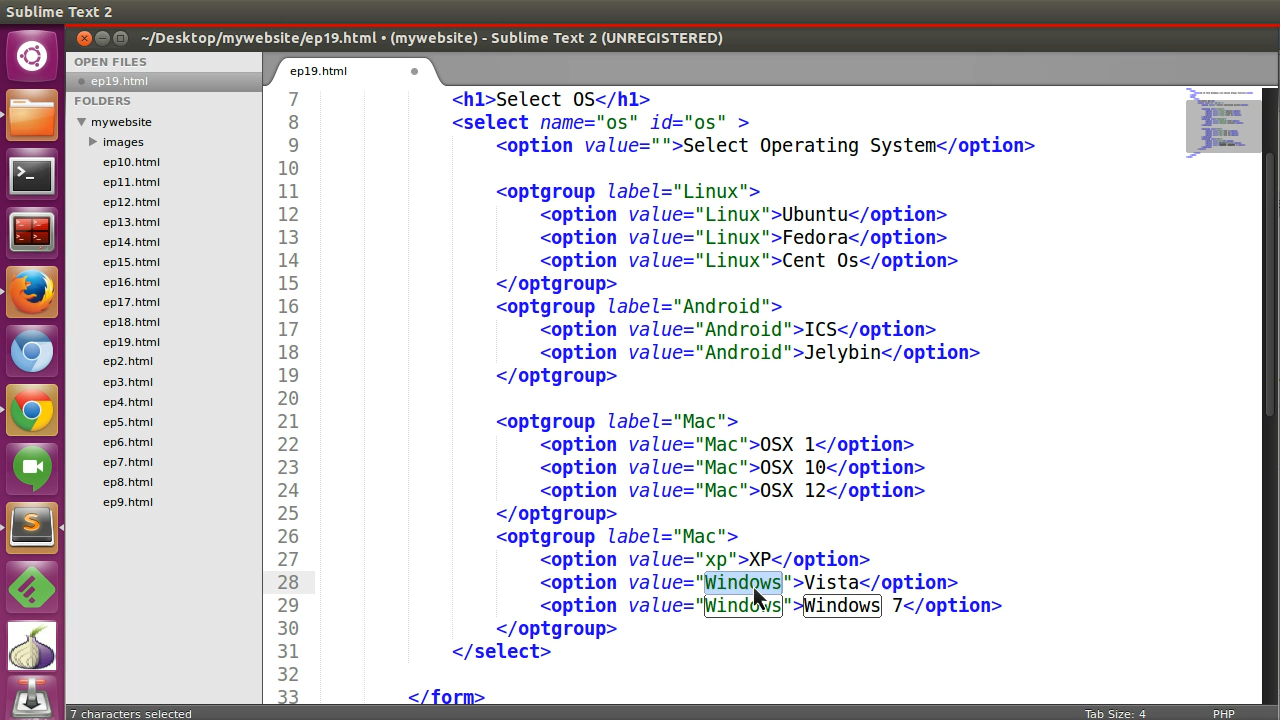 Sublime Text 2
~/Desktop/mywebsite/ep19.html • (mywebsite) - Sublime Text 2 (UNREGISTERED)
OPEN FILES
ep19.html
FOLDERS
mywebsite
images
ep10.html
ep11.html
ep12.html
ep13.html
ep14.html
ep15.html
ep16.html
ep17.html
ep18.html
ep19.html
ep2.html
ep3.html
ep4.html
ep5.html
ep6.html
ep7.html
ep8.html
ep9.html
ep19.html
7 <h1>Select OS</h1>
8 <select name="os" id="os" >
9 <option value="">Select Operating System</option>
10
11 <optgroup label="Linux">
12 <option value="Linux">Ubuntu</option>
13 <option value="Linux">Fedora</option>
14 <option value="Linux">Cent Os</option>
15 </optgroup>
16 <optgroup label="Android">
17 <option value="Android">ICS</option>
18 <option value="Android">Jelybin</option>
19 </optgroup>
20
21 <optgroup label="Mac">
22 <option value="Mac">OSX 1</option>
23 <option value="Mac">OSX 10</option>
24 <option value="Mac">OSX 12</option>
25 </optgroup>
26 <optgroup label="Mac">
27 <option value="xp">XP</option>
28 <option value="Windows">Vista</option>
29 <option value="Windows">Windows 7</option>
30 </optgroup>
31 </select>
32
33 </form>
7 characters selected
Tab Size: 4
PHP